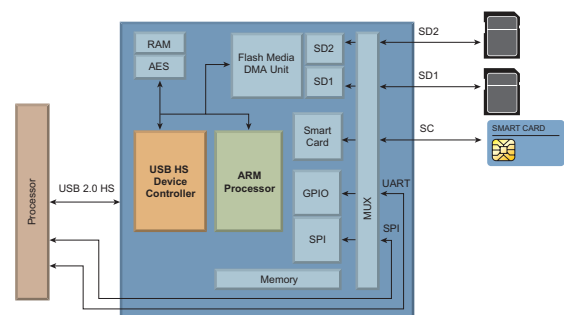 RAM
AES
Flash Media
DMA Unit
SD2
SD1
SD2
SD1
SC
SMART CARD
Smart
Card
USB HS
Device
Controller
ARM
Processor
Processor
USB 2.0 HS
GPIO
SPI
MUX
UART
SPI
Memory